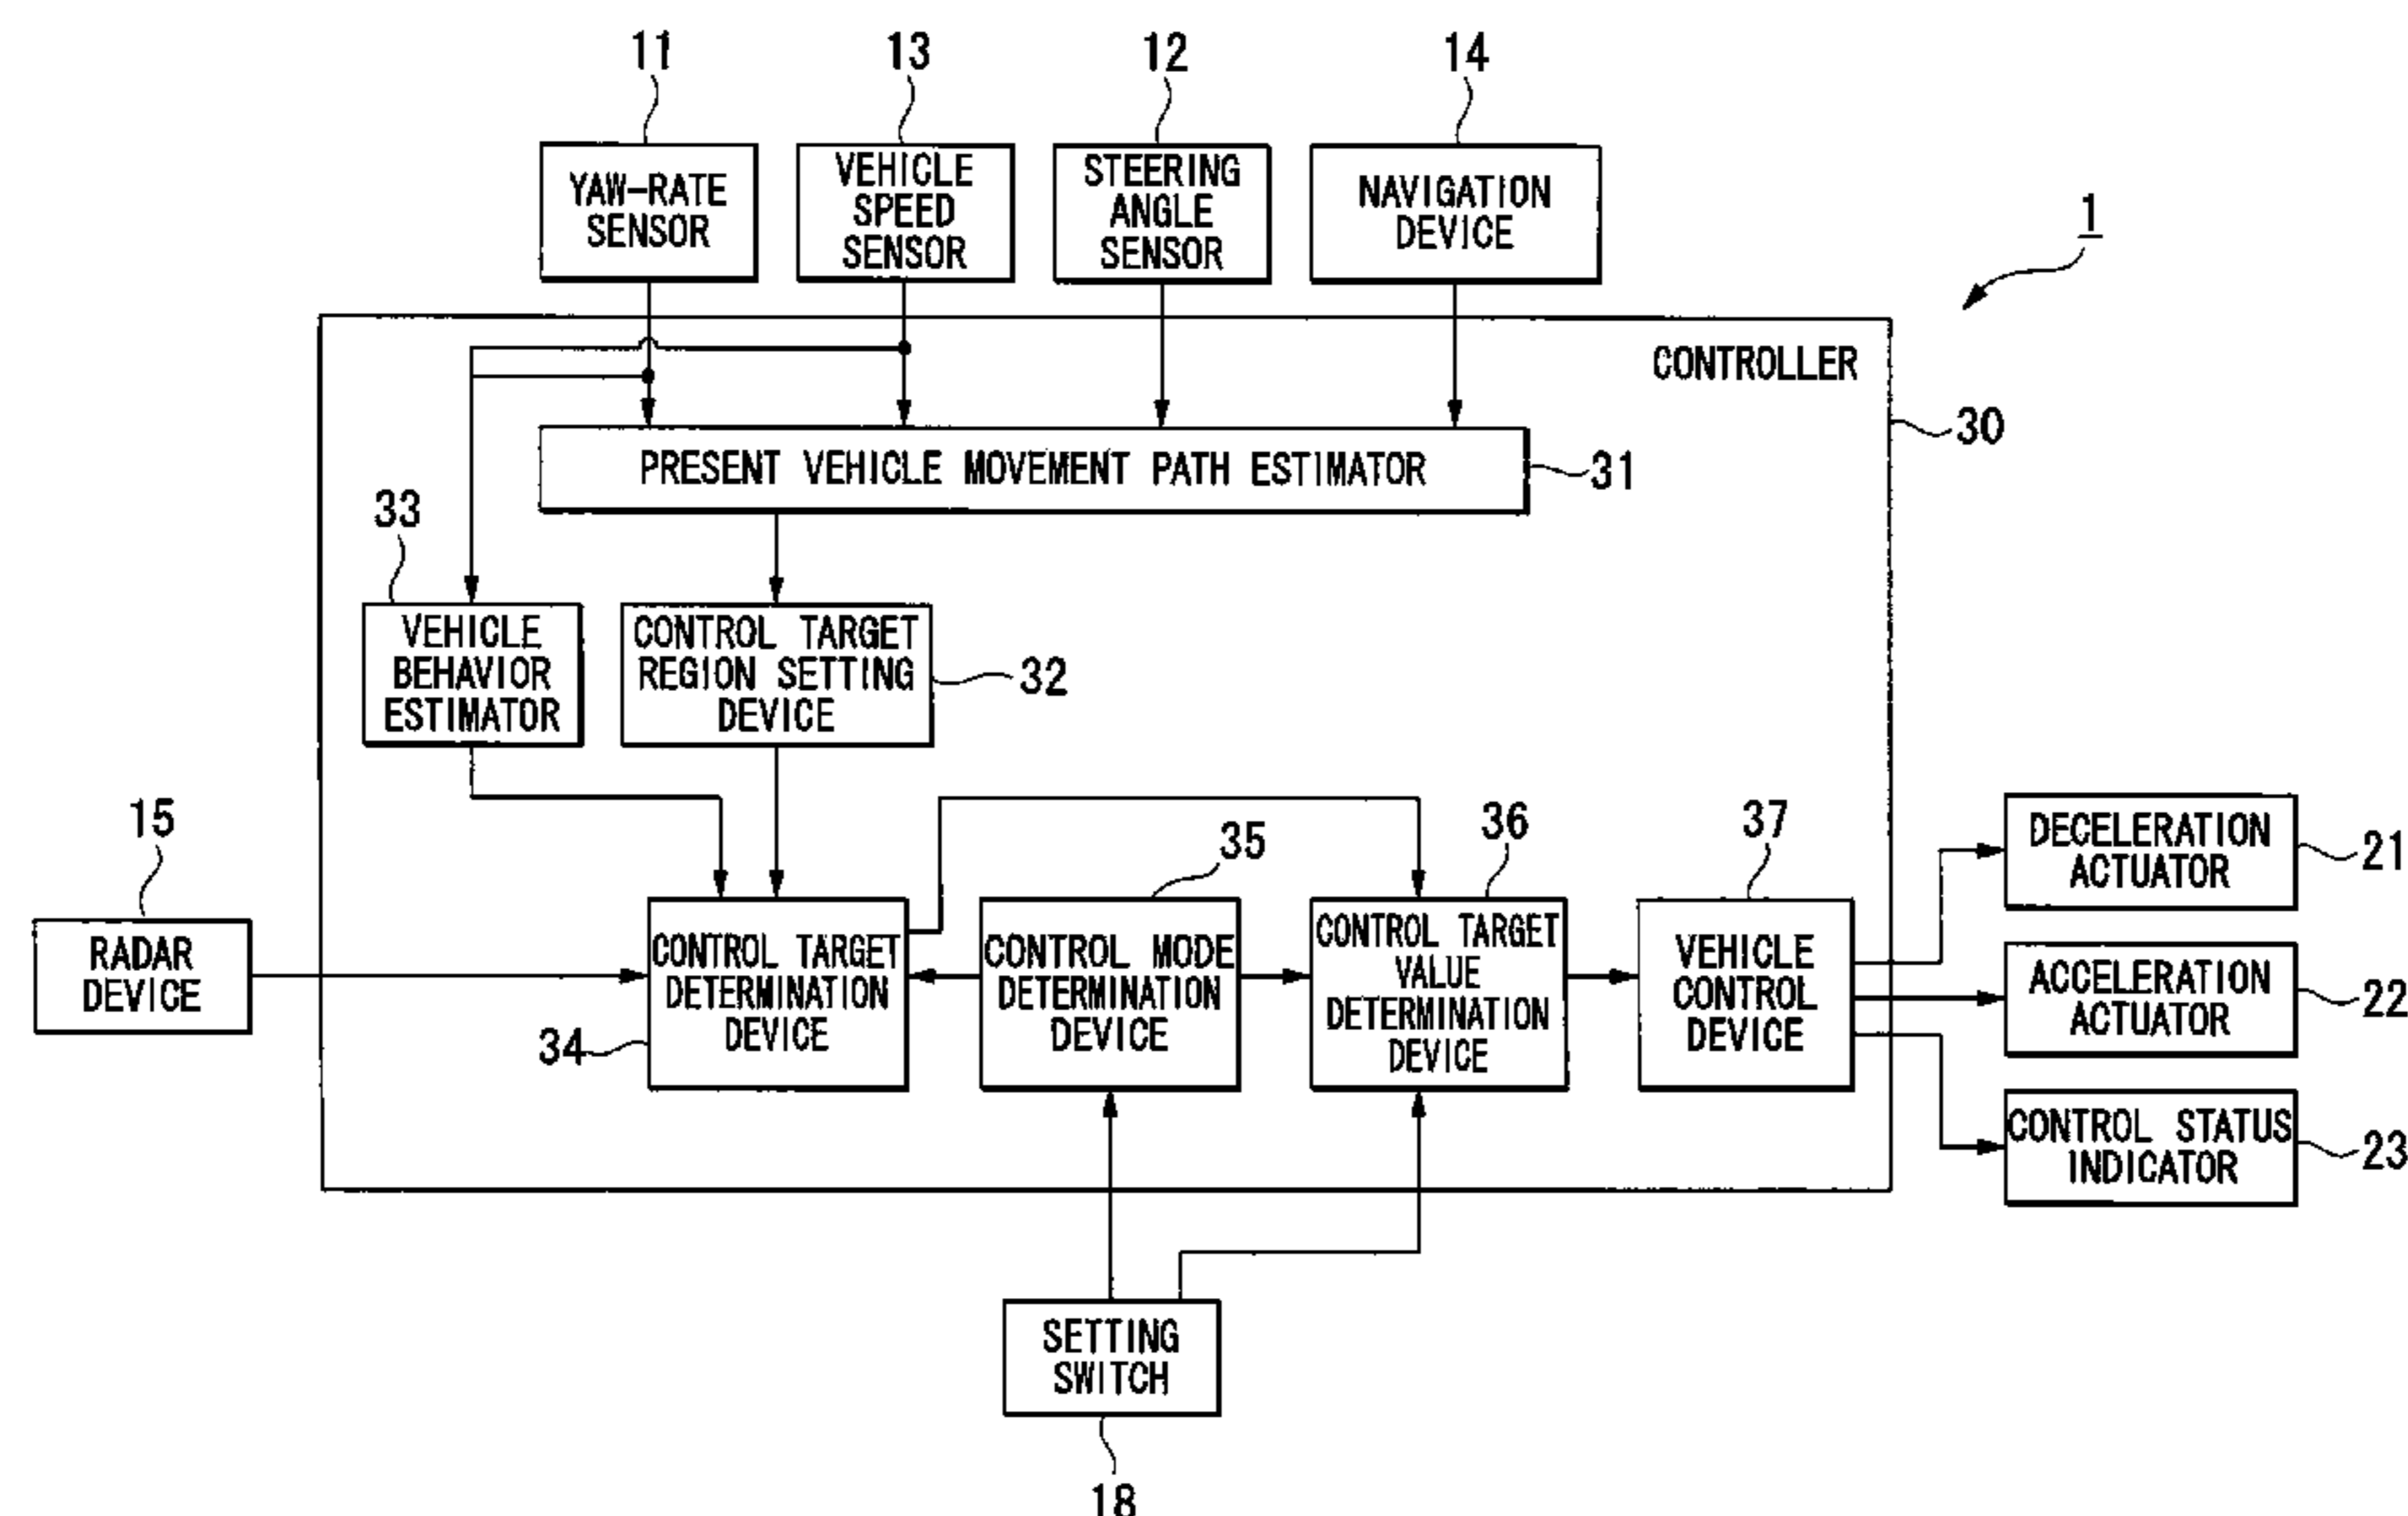 11
13
12
14
YAW-RATE
SENSOR
VEHICLE
SPEED
SENSOR
STEERING
ANGLE
SENSOR
NAVIGATION
DEVICE
1
CONTROLLER
30
PRESENT VEHICLE MOVEMENT PATH ESTIMATOR
31
33
VEHICLE
BEHAVIOR
ESTIMATOR
CONTROL TARGET
REGION SETTING
DEVICE
32
15
RADAR
DEVICE
CONTROL TARGET
DETERMINATION
DEVICE
34
35
CONTROL MODE
DETERMINATION
DEVICE
36
CONTROL TARGET
VALUE
DETERMINATION
DEVICE
37
VEHICLE
CONTROL
DEVICE
DECELERATION
ACTUATOR
21
ACCELERATION
ACTUATOR
22
CONTROL STATUS
INDICATOR
23
SETTING
SWITCH
18